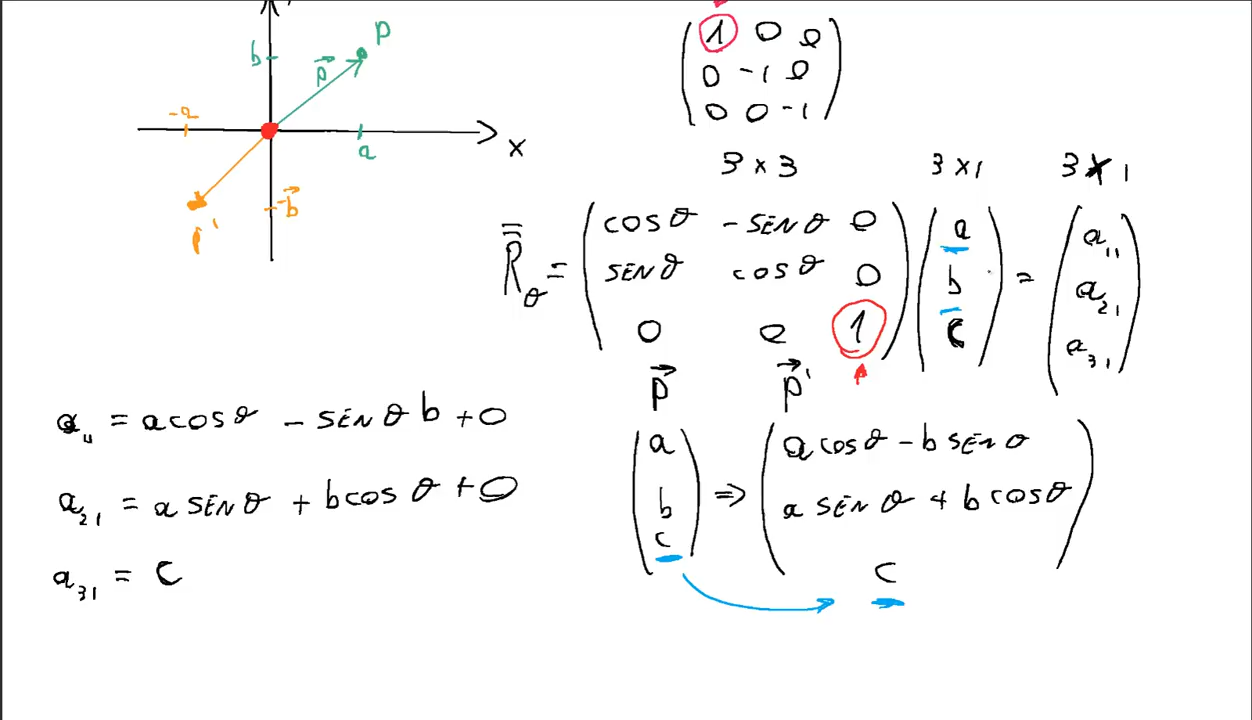 P
b
p⃗
-a
a
x
-b⃗
P'
( 1 0 0 )
( 0 -1 0 )
( 0 0 -1 )
3 x 3 3 x 1 3 x 1
R̿_θ = ( cos θ - SEN θ 0 ) ( a ) = ( a₁₁ )
( SEN θ cos θ 0 ) ( b ) ( a₂₁ )
( 0 0 1 ) ( c ) ( a₃₁ )
p⃗ p⃗'
a₁₁ = a cos θ - SEN θ b + 0
a₂₁ = a SEN θ + b cos θ + 0
a₃₁ = c
( a ) ( a cos θ - b SEN θ )
( b ) => ( a SEN θ + b cos θ )
( c ) ( c )